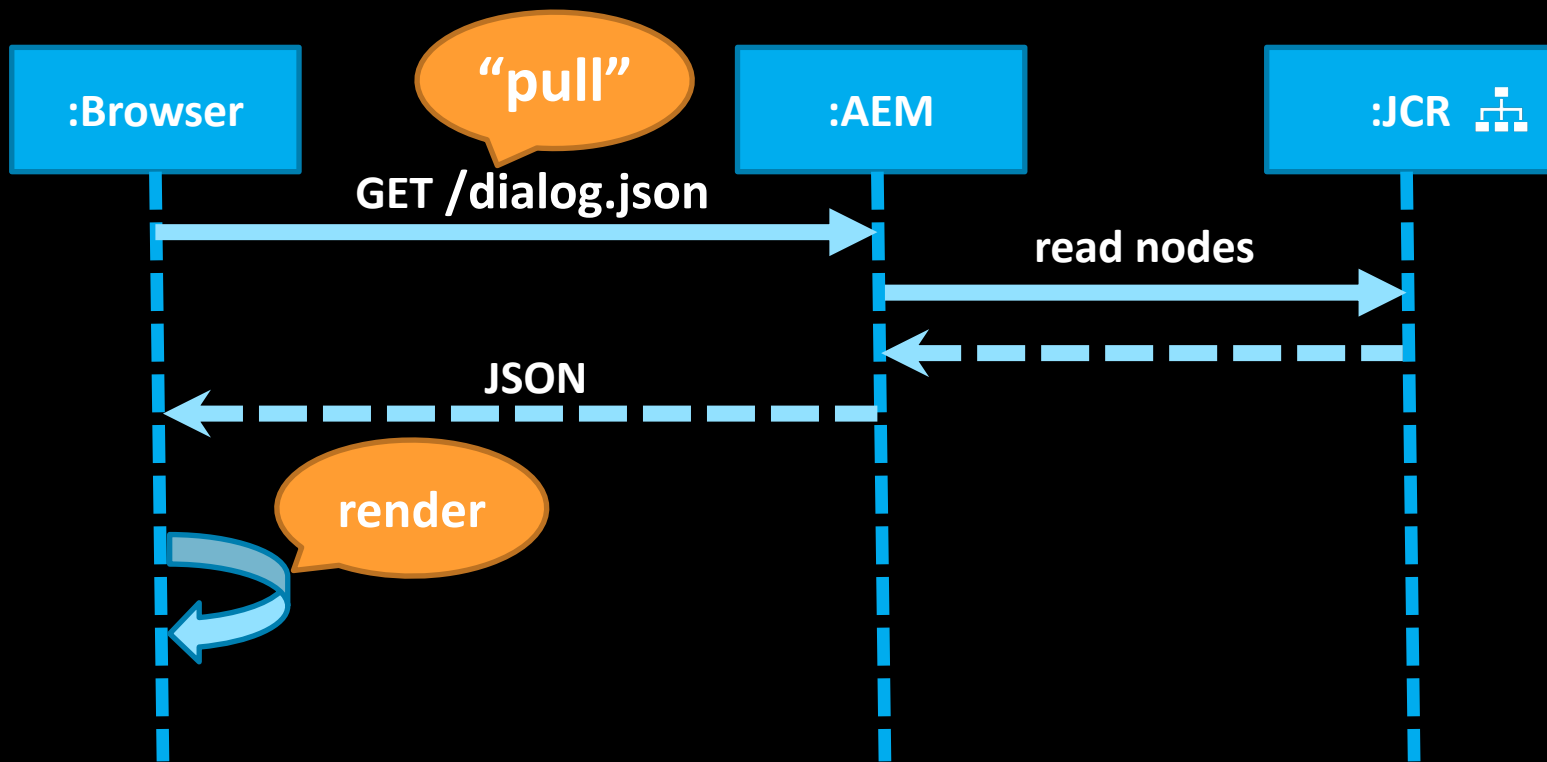 :Browser
“pull”
:AEM
:JCR
GET /dialog.json
read nodes
JSON
render